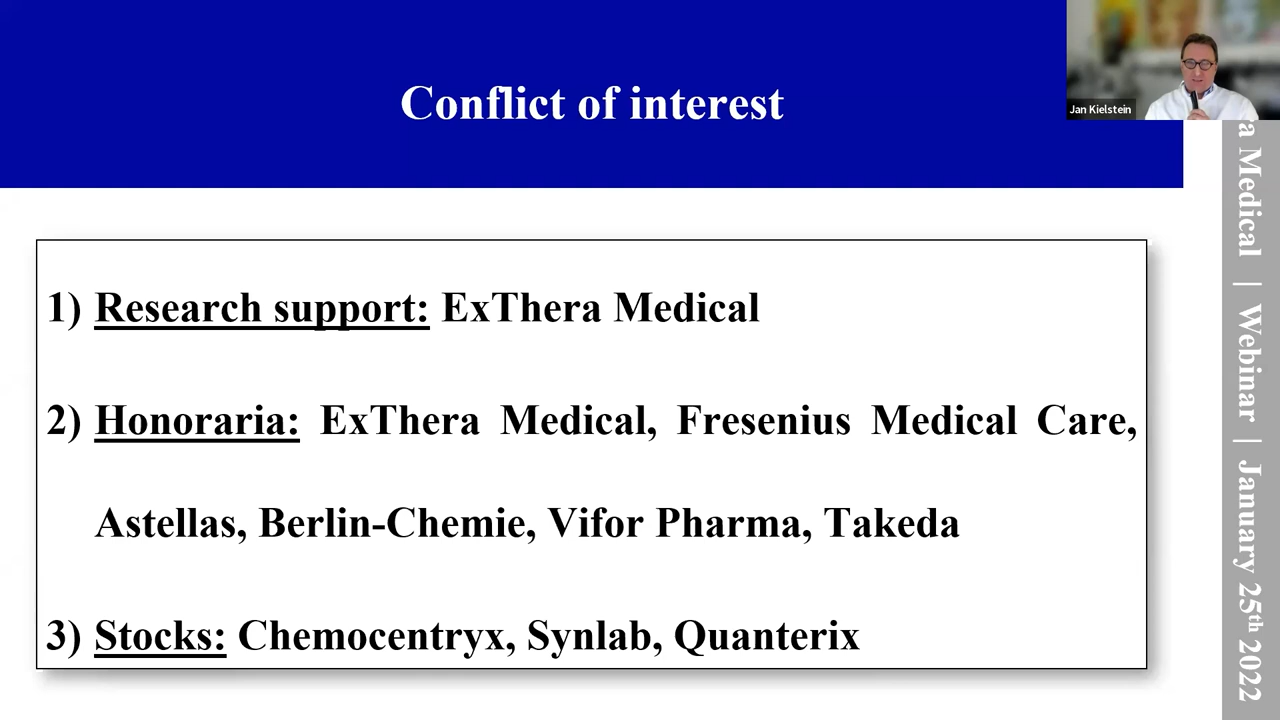 Conflict of interest
Jan Kielstein
1) Research support: ExThera Medical
2) Honoraria: ExThera Medical, Fresenius Medical Care,
Astellas, Berlin-Chemie, Vifor Pharma, Takeda
3) Stocks: Chemocentryx, Synlab, Quanterix
a Medical | Webinar | January 25th 2022